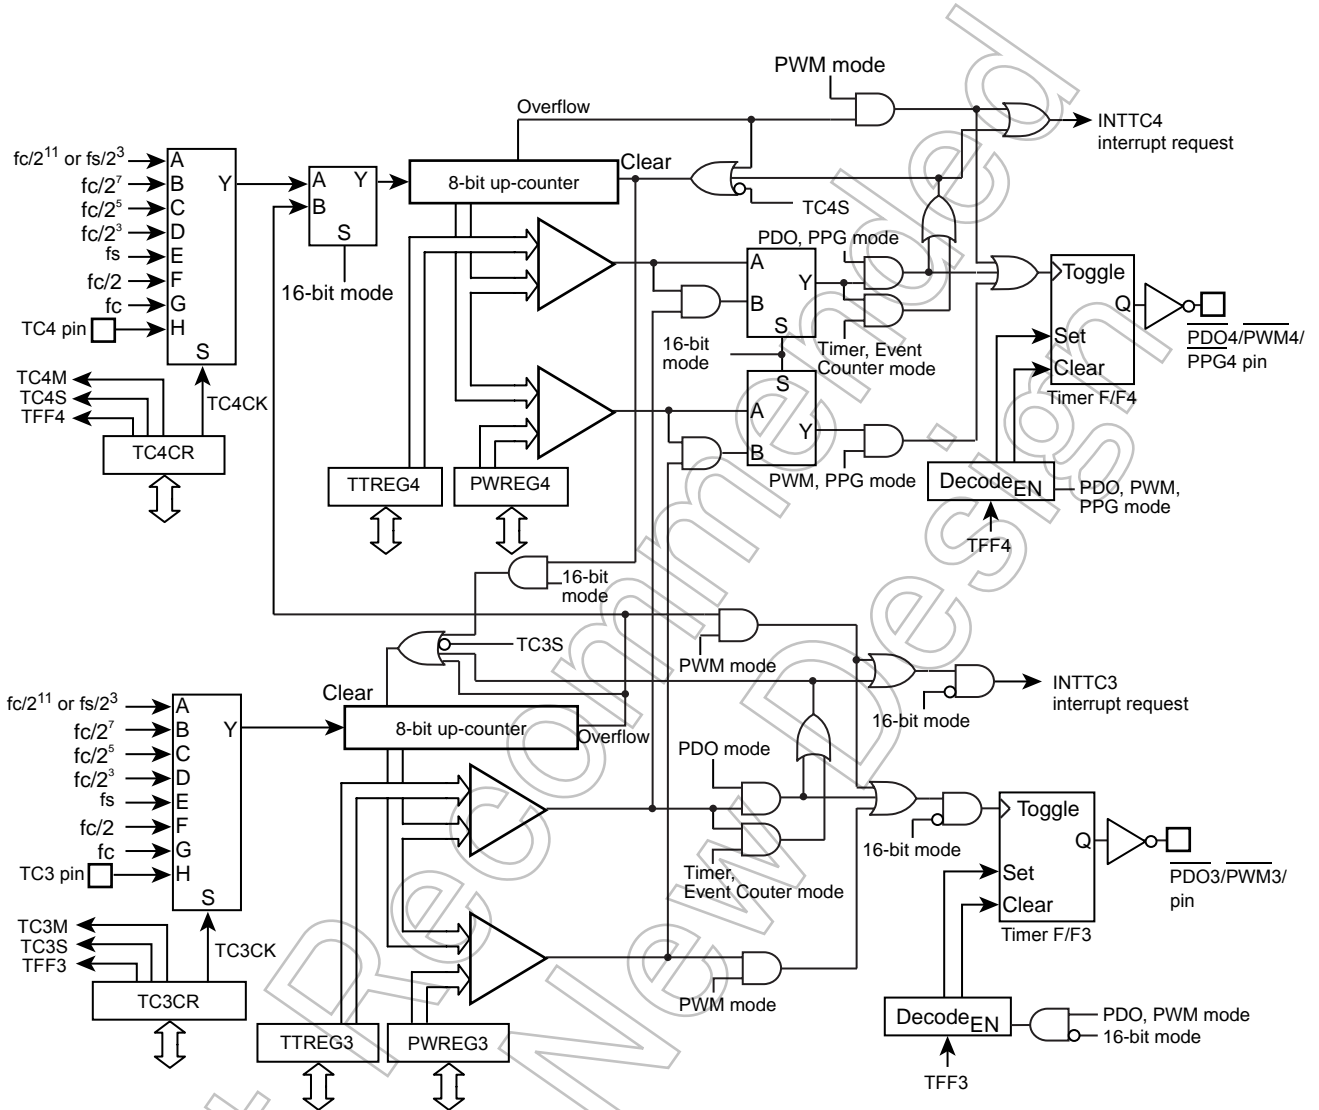 PWM mode
Overflow
INTTC4
interrupt request
fc/2¹¹ or fs/2³
A
fc/2⁷
B
fc/2⁵
C
fc/2³
D
fs
E
fc/2
F
fc
G
TC4 pin
H
Y
S
A
Y
B
S
16-bit mode
8-bit up-counter
Clear
TC4S
PDO, PPG mode
A
Y
B
S
16-bit
mode
Timer, Event
Counter mode
S
A
Y
B
PWM, PPG mode
Toggle
Q
Set
Clear
Timer F/F4
PDO4/PWM4/
PPG4 pin
TC4M
TC4S
TFF4
TC4CK
TC4CR
TTREG4
PWREG4
Decode EN
PDO, PWM,
PPG mode
TFF4
16-bit
mode
TC3S
PWM mode
INTTC3
interrupt request
16-bit mode
Clear
8-bit up-counter
Overflow
fc/2¹¹ or fs/2³
A
fc/2⁷
B
fc/2⁵
C
fc/2³
D
fs
E
fc/2
F
fc
G
TC3 pin
H
Y
S
PDO mode
Timer,
Event Couter mode
16-bit mode
Toggle
Q
Set
Clear
Timer F/F3
PDO3/PWM3/
pin
TC3M
TC3S
TFF3
TC3CK
TC3CR
TTREG3
PWREG3
PWM mode
Decode EN
PDO, PWM mode
16-bit mode
TFF3
Not Recommended
New Design